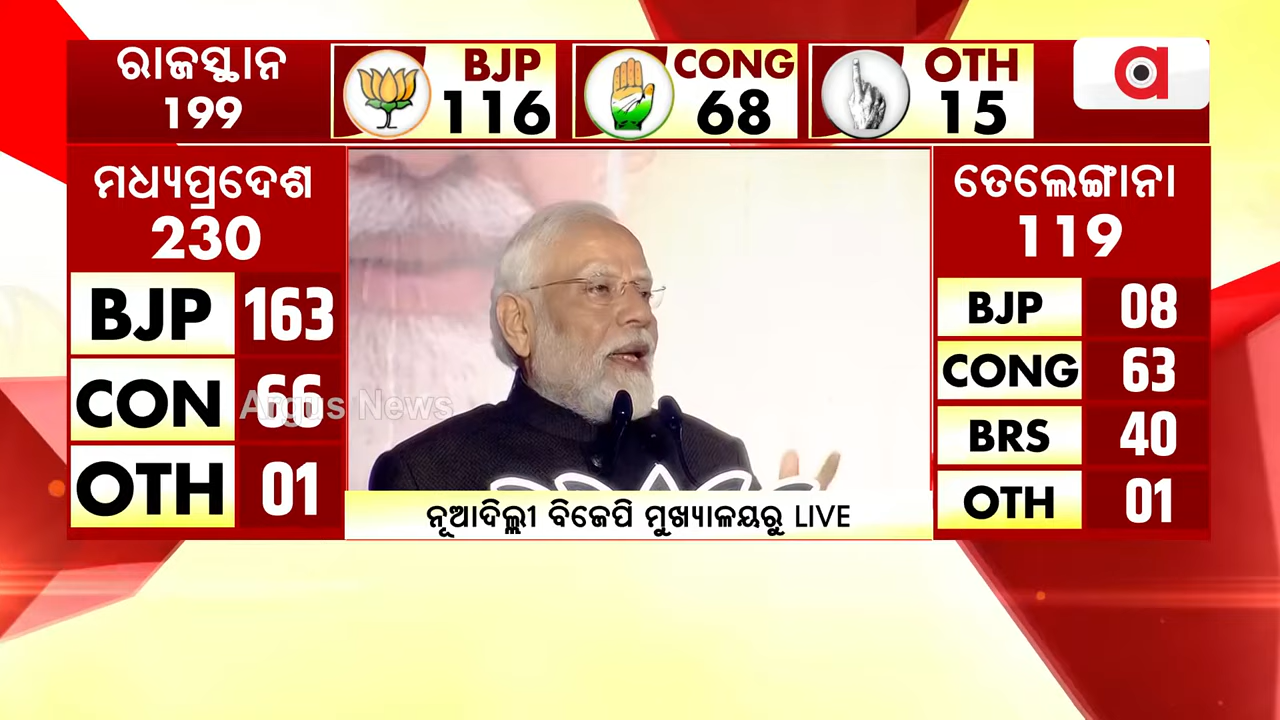 ରାଜସ୍ଥାନ
199
BJP
116
CONG
68
OTH
15
a
ମଧ୍ୟପ୍ରଦେଶ
230
BJP 163
CON 66
OTH 01
Argus News
ନୂଆଦିଲ୍ଲୀ ବିଜେପି ମୁଖ୍ୟାଳୟରୁ LIVE
ତେଲେଙ୍ଗାନା
119
BJP 08
CONG 63
BRS 40
OTH 01